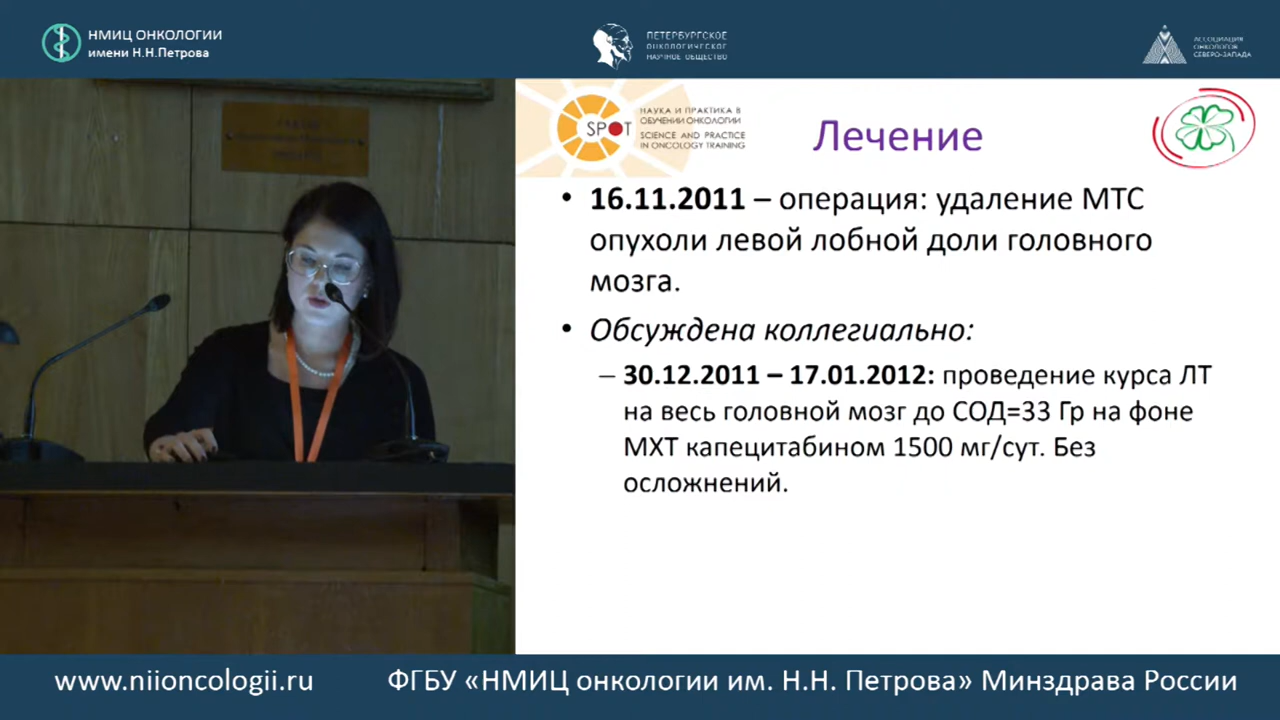 НМИЦ ОНКОЛОГИИ
имени Н.Н.Петрова
ПЕТЕРБУРГСКОЕ
ОНКОЛОГИЧЕСКОЕ
НАУЧНОЕ ОБЩЕСТВО
АССОЦИАЦИЯ
ОНКОЛОГОВ
СЕВЕРО-ЗАПАДА
SPOT
НАУКА И ПРАКТИКА В
ОБУЧЕНИИ ОНКОЛОГИИ
SCIENCE AND PRACTICE
IN ONCOLOGY TRAINING
Лечение
• 16.11.2011 – операция: удаление МТС
опухоли левой лобной доли головного
мозга.
• Обсуждена коллегиально:
– 30.12.2011 – 17.01.2012: проведение курса ЛТ
на весь головной мозг до СОД=33 Гр на фоне
МХТ капецитабином 1500 мг/сут. Без
осложнений.
www.niioncologii.ru
ФГБУ «НМИЦ онкологии им. Н.Н. Петрова» Минздрава России